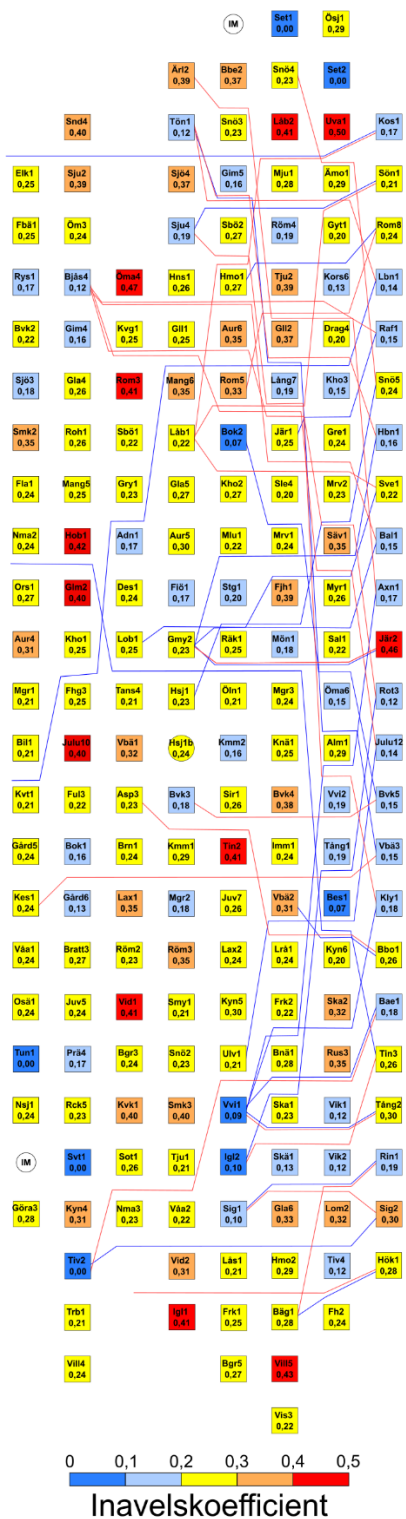 IM Set1 Ösj1
0,00 0,29
Ärl2 Bbe2 Snö4 Set2
0,39 0,37 0,23 0,00
Snd4 Tön1 Snö3 Låb2 Uva1 Kos1
0,40 0,12 0,23 0,41 0,50 0,17
Elk1 Sju2 Sjö4 Gim5 Mju1 Ämo1 Sön1
0,25 0,39 0,37 0,16 0,28 0,29 0,21
Fbä1 Öm3 Sju4 Sbö2 Röm4 Gyt1 Rom8
0,25 0,24 0,19 0,27 0,19 0,20 0,24
Rys1 Bjås4 Öma4 Hns1 Hmo1 Tju2 Kors6 Lbn1
0,17 0,12 0,47 0,26 0,27 0,39 0,13 0,14
Bvk2 Gim4 Kvg1 Gll1 Aur6 Gll2 Drag4 Raf1
0,22 0,16 0,25 0,25 0,35 0,37 0,20 0,15
Sjö3 Gla4 Rom3 Mang6 Rom5 Lång7 Kho3 Snö5
0,18 0,26 0,41 0,35 0,33 0,19 0,15 0,24
Smk2 Roh1 Sbö1 Låb1 Bok2 Jär1 Gre1 Hbn1
0,35 0,26 0,22 0,22 0,07 0,25 0,24 0,16
Fla1 Mang5 Gry1 Gla5 Kho2 Sle4 Mrv2 Sve1
0,24 0,25 0,23 0,27 0,27 0,20 0,23 0,22
Nma2 Hob1 Adn1 Aur5 Mlu1 Mrv1 Säv1 Bal1
0,24 0,42 0,17 0,30 0,22 0,24 0,35 0,15
Ors1 Glm2 Des1 Flö1 Stg1 Fjh1 Myr1 Axn1
0,27 0,40 0,24 0,17 0,20 0,39 0,26 0,17
Aur4 Kho1 Lob1 Gmy2 Räk1 Mön1 Sal1 Jär2
0,31 0,25 0,24 0,23 0,25 0,18 0,22 0,46
Mgr1 Fhg3 Tans4 Hsj1 Öln1 Mgr3 Öma6 Rot3
0,21 0,25 0,21 0,23 0,21 0,24 0,15 0,12
Bil1 Julu10 Vbä1 Hsj1b Kmm2 Knä1 Alm1 Julu12
0,21 0,40 0,32 0,24 0,16 0,25 0,29 0,14
Kvt1 Ful3 Asp3 Bvk3 Sir1 Bvk4 Vvi2 Bvk5
0,21 0,22 0,23 0,18 0,26 0,38 0,19 0,15
Gård5 Bok1 Brn1 Kmm1 Tin2 Imm1 Tång1 Vbä3
0,24 0,16 0,24 0,29 0,41 0,24 0,19 0,15
Kes1 Gård6 Lax1 Mgr2 Juv7 Vbä2 Bes1 Kly1
0,24 0,13 0,35 0,18 0,26 0,31 0,07 0,18
Våa1 Bratt3 Röm2 Röm3 Lax2 Lrå1 Kyn6 Bbo1
0,24 0,27 0,23 0,35 0,24 0,24 0,20 0,26
Osä1 Juv5 Vid1 Smy1 Kyn5 Frk2 Ska2 Bae1
0,24 0,24 0,41 0,21 0,30 0,22 0,32 0,18
Tun1 Prä4 Bgr3 Snö2 Ulv1 Bnä1 Rus3 Tin3
0,00 0,17 0,24 0,23 0,21 0,28 0,35 0,26
Nsj1 Rck5 Kvk1 Smk3 Vvi1 Ska1 Vik1 Tång2
0,24 0,23 0,40 0,40 0,09 0,23 0,12 0,30
IM Svt1 Sot1 Tju1 Igl2 Skä1 Vik2 Rin1
0,00 0,26 0,21 0,10 0,13 0,12 0,19
Göra3 Kyn4 Nma3 Våa2 Sig1 Gla6 Lom2 Sig2
0,28 0,31 0,23 0,22 0,10 0,33 0,32 0,30
Tiv2 Vid2 Lås1 Hmo2 Tiv4 Hök1
0,00 0,31 0,21 0,29 0,12 0,28
Trb1 Igl1 Frk1 Bäg1 Fh2
0,21 0,41 0,25 0,28 0,24
Vill4 Bgr5 Vill5
0,24 0,27 0,43
Vis3
0,22
0 0,1 0,2 0,3 0,4 0,5
Inavelskoefficient